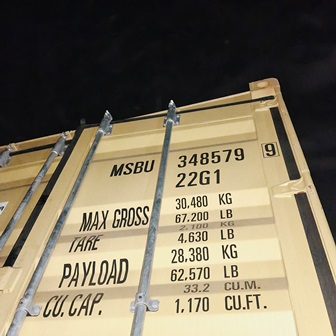 MSBU 348579 9
22G1
MAX GROSS 30.480 KG
67.200 LB
TARE 2.100 KG
4,630 LB
PAYLOAD 28,380 KG
62,570 LB
CU.CAP. 33.2 CU.M.
1,170 CU.FT.